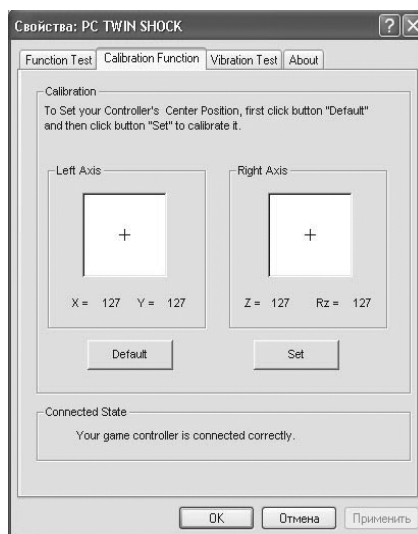 Свойства: PC TWIN SHOCK
Function Test Calibration Function Vibration Test About
Calibration
To Set your Controller's Center Position, first click button "Default"
and then click button "Set" to calibrate it.
Left Axis Right Axis
X = 127 Y = 127 Z = 127 Rz = 127
Default Set
Connected State
Your game controller is connected correctly.
OK Отмена Применить